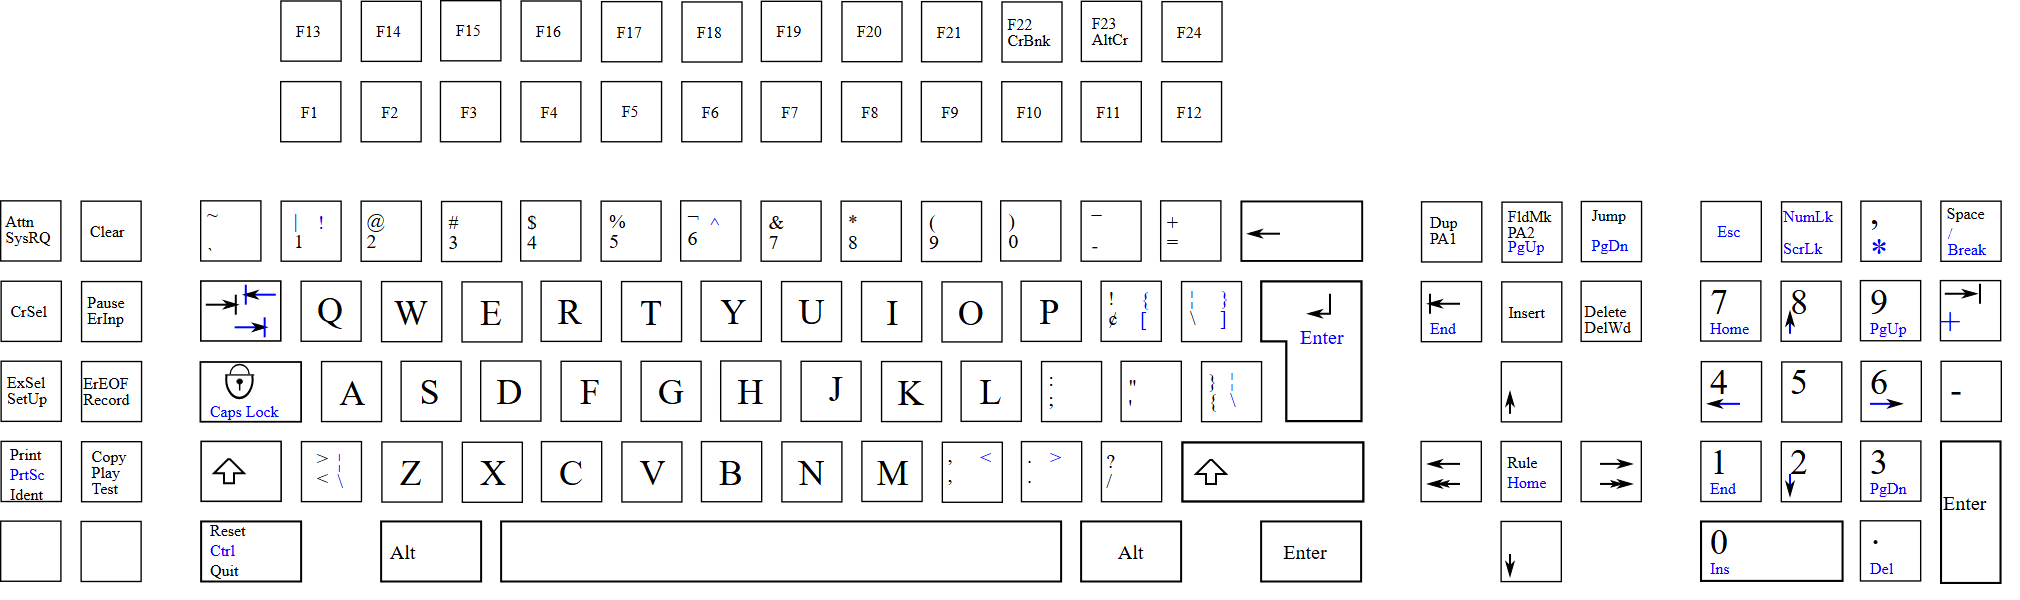 F13 F14 F15 F16 F17 F18 F19 F20 F21 F22 CrBnk F23 AltCr F24
F1 F2 F3 F4 F5 F6 F7 F8 F9 F10 F11 F12
Attn SysRQ
Clear
~ `
| ! 1
@ 2
# 3
$ 4
% 5
¬ ^ 6
& 7
* 8
( 9
) 0
_ -
+ =
←
Dup PA1
FldMk PA2 PgUp
Jump PgDn
Esc
NumLk ScrLk
, *
Space / Break
CrSel
Pause ErInp
Q W E R T Y U I O P
! { ¢ [
¦ } \ ]
Enter
End
Insert
Delete DelWd
7 Home
8
9 PgUp
+
ExSel SetUp
ErEOF Record
Caps Lock
A S D F G H J K L
: ;
" '
} ¦ { \
4
5
6
-
Print PrtSc Ident
Copy Play Test
> ¦ < \
Z X C V B N M
, < ,
. > .
? /
Rule Home
1 End
2
3 PgDn
Enter
Reset Ctrl Quit
Alt
Alt
Enter
0 Ins
. Del